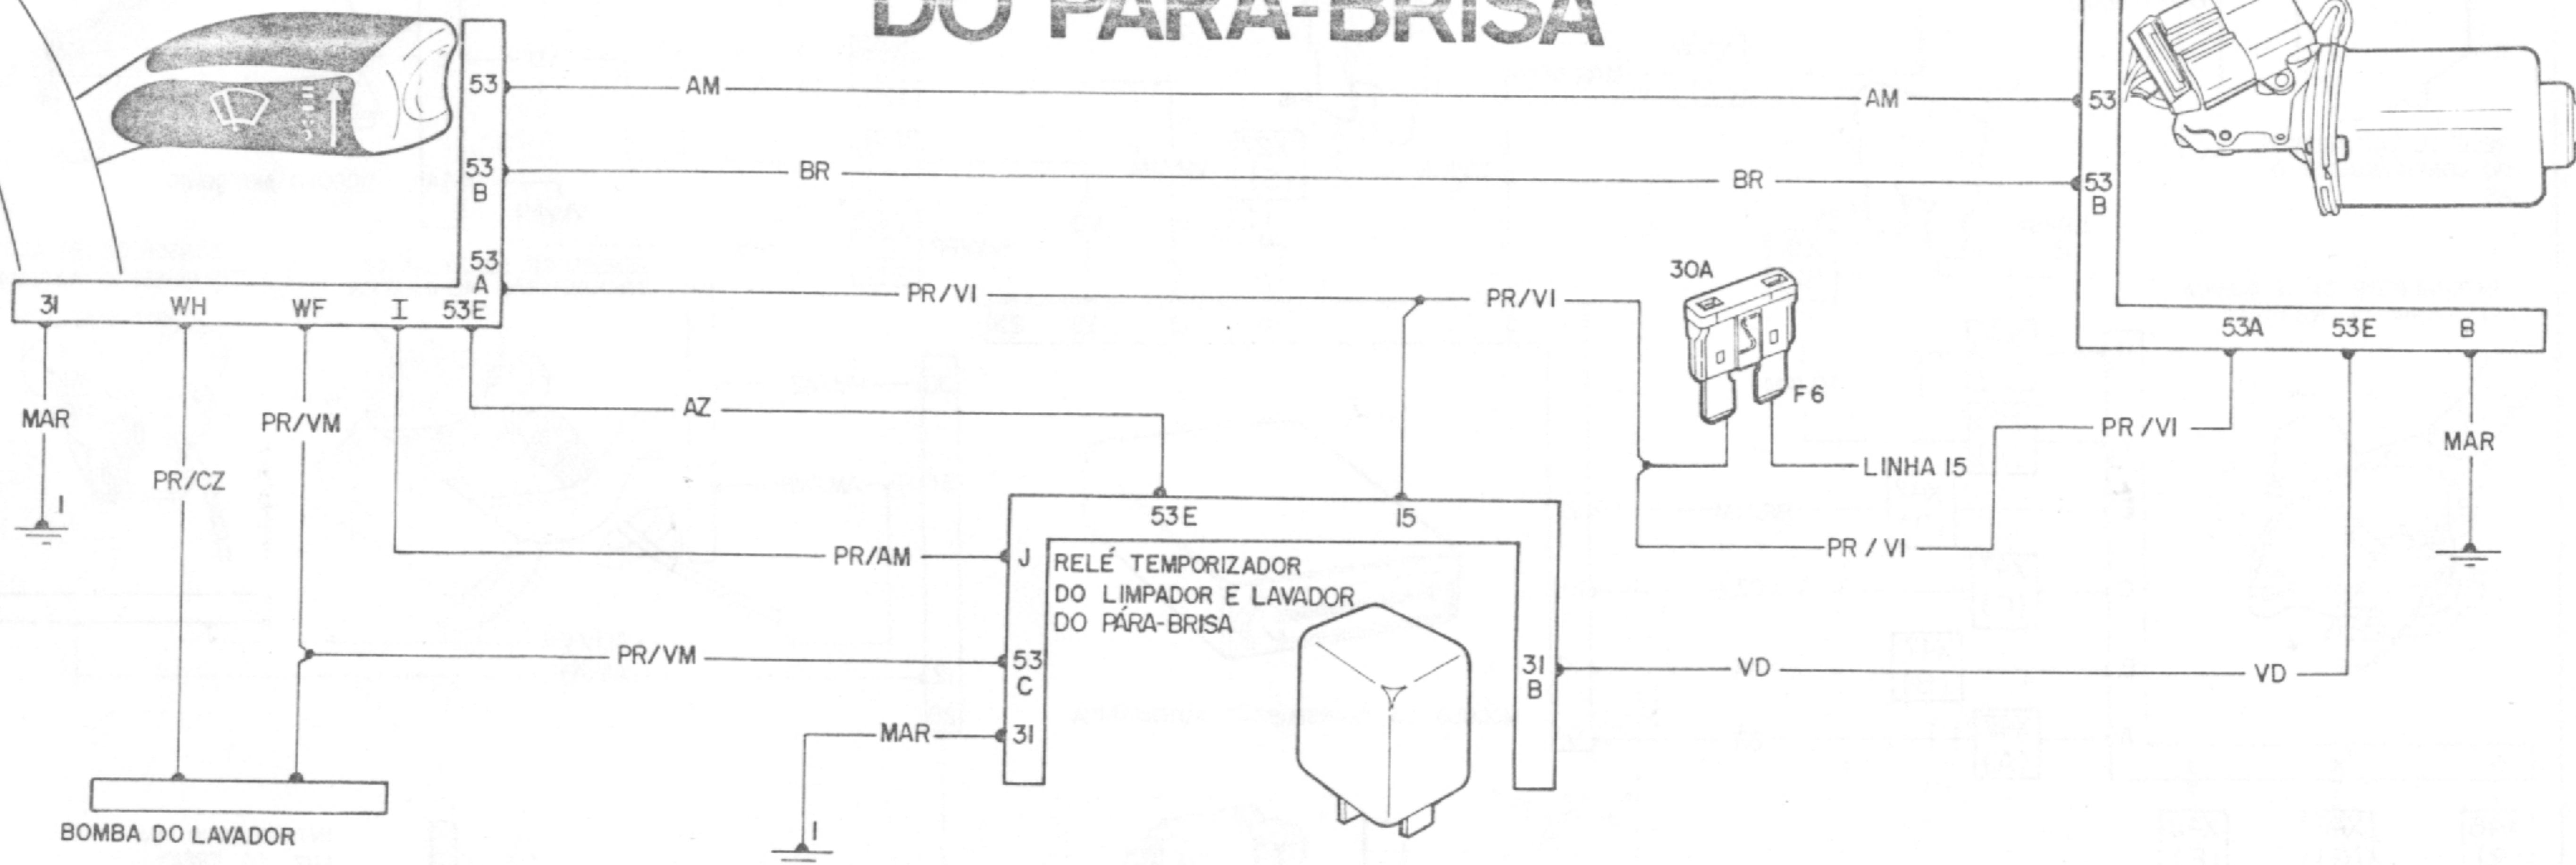 DO PÁRA-BRISA
53 AM AM 53
53 B BR BR 53 B
53 A PR/VI PR/VI
30A
F6
31 WH WF I 53E
53A 53E B
MAR PR/VM AZ
PR/VI MAR
PR/CZ
LINHA 15
1
53E 15
PR/AM J RELÉ TEMPORIZADOR
DO LIMPADOR E LAVADOR
DO PÁRA-BRISA
PR/VI
PR/VM 53 C
31 B VD VD
MAR 31
BOMBA DO LAVADOR
1